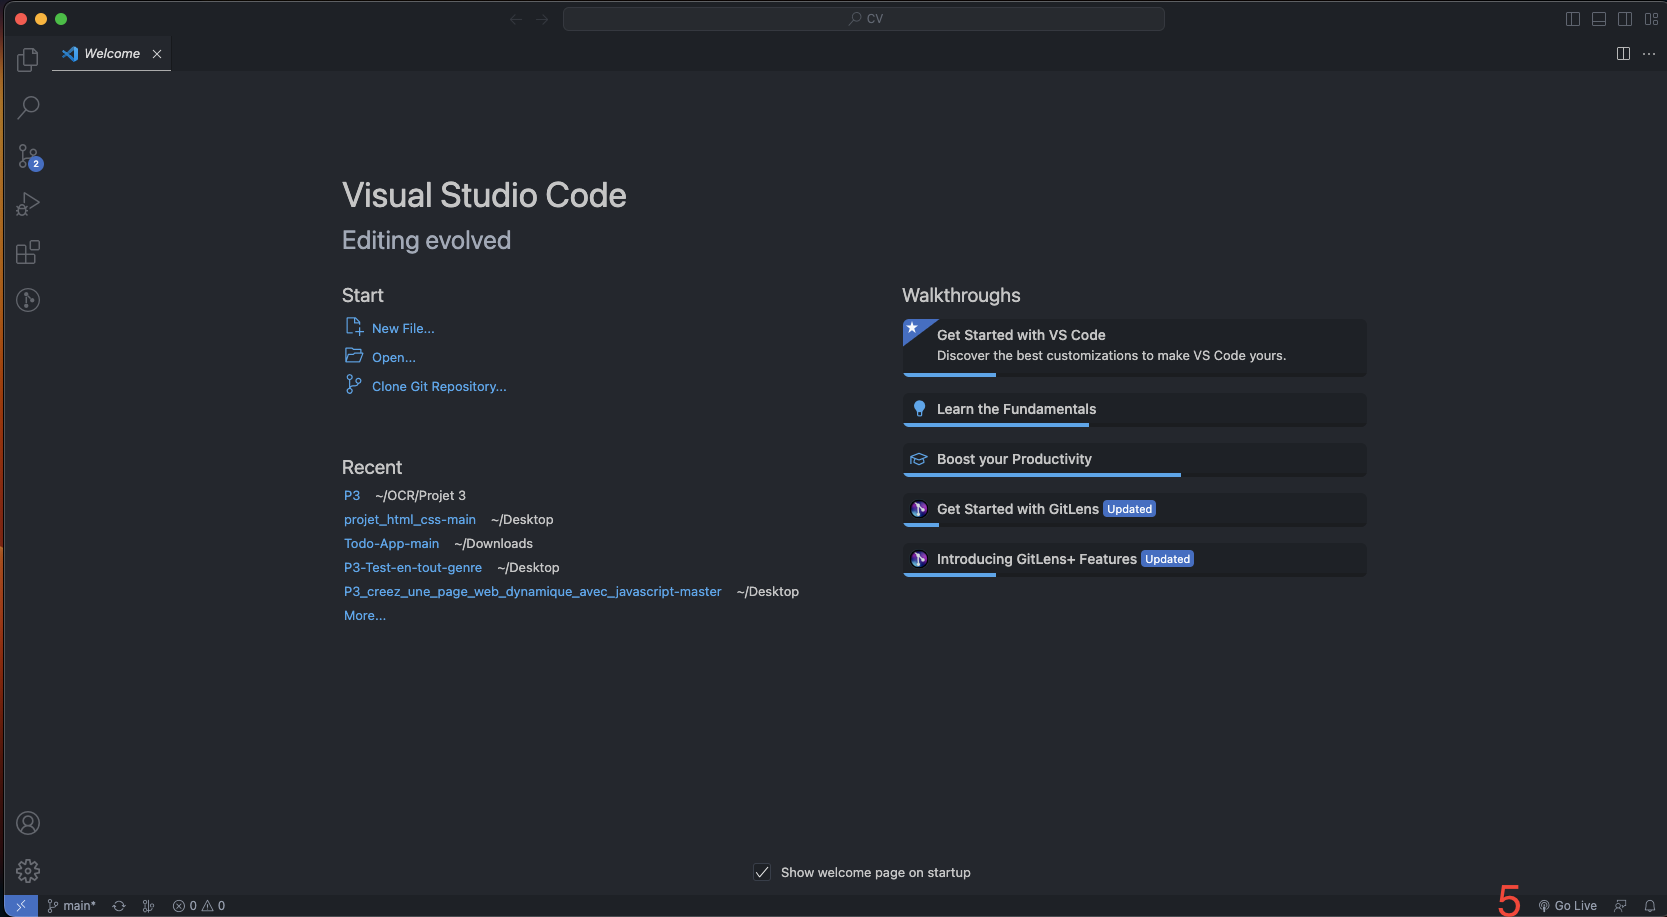 CV
Welcome
2
Visual Studio Code
Editing evolved
Start
New File...
Open...
Clone Git Repository...
Recent
P3 ~/OCR/Projet 3
projet_html_css-main ~/Desktop
Todo-App-main ~/Downloads
P3-Test-en-tout-genre ~/Desktop
P3_creez_une_page_web_dynamique_avec_javascript-master ~/Desktop
More...
Walkthroughs
Get Started with VS Code
Discover the best customizations to make VS Code yours.
Learn the Fundamentals
Boost your Productivity
Get Started with GitLens Updated
Introducing GitLens+ Features Updated
Show welcome page on startup
main* 0 0 5 Go Live